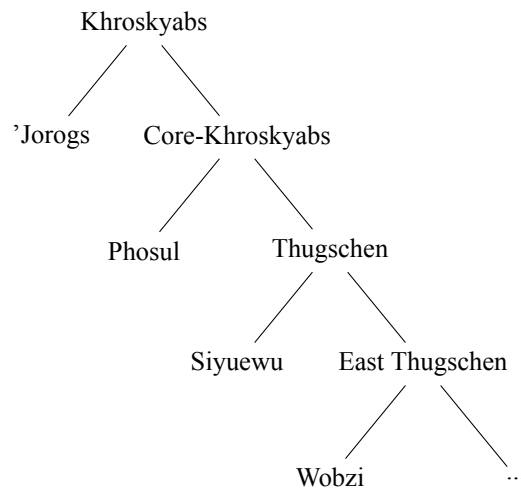 Khroskyabs
’Jorogs Core-Khroskyabs
Phosul Thugschen
Siyuewu East Thugschen
Wobzi ..